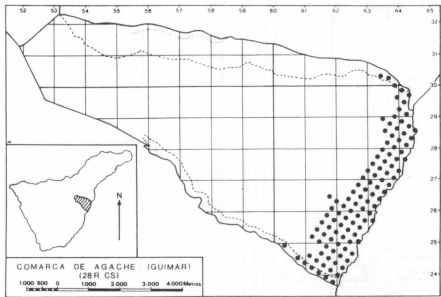 52 53 54 55 56 57 58 59 60 61 62 63 64 65
32
31
30
29
28
27
26
25
24
N
COMARCA DE AGACHE (GUIMAR)
(28R CS)
1.000 500 0 1.000 2.000 3.000 4.000 Metros